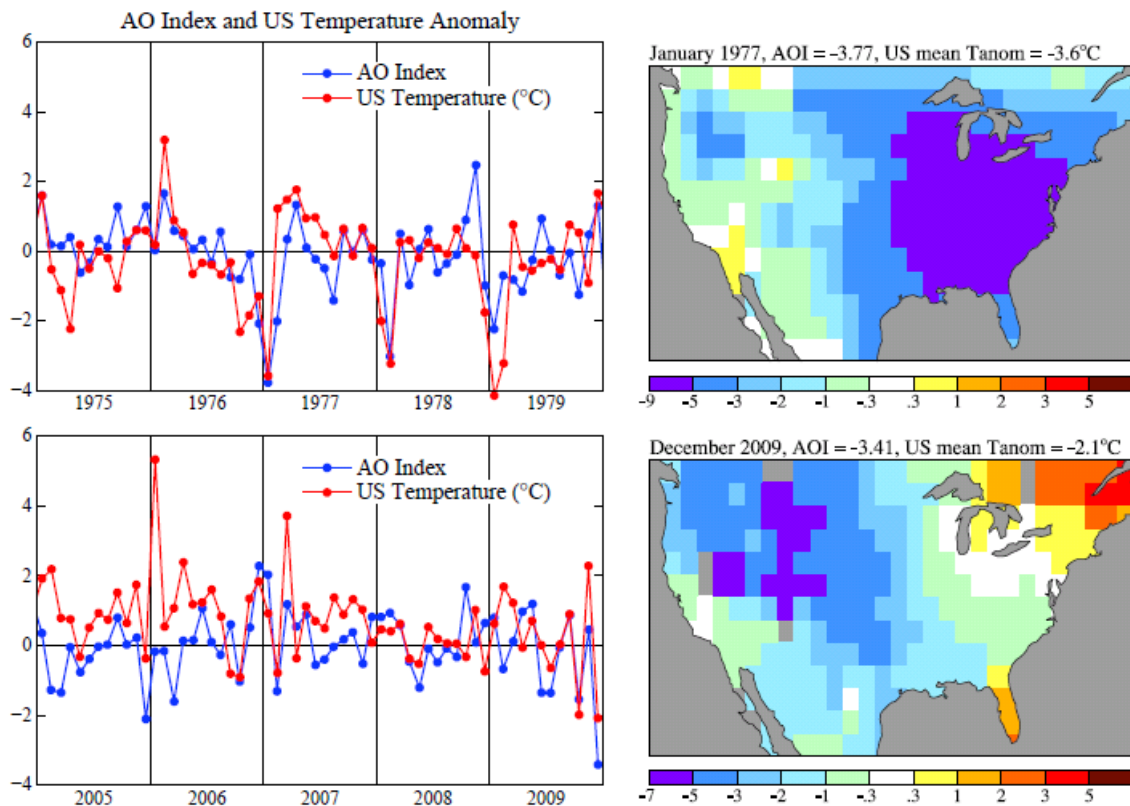 AO Index and US Temperature Anomaly
6
4
2
0
−2
−4
AO Index
US Temperature (°C)
1975
1976
1977
1978
1979
January 1977, AOI = -3.77, US mean Tanom = -3.6°C
-9 -5 -3 -2 -1 -.3 .3 1 2 3 5
6
4
2
0
−2
−4
AO Index
US Temperature (°C)
2005
2006
2007
2008
2009
December 2009, AOI = -3.41, US mean Tanom = -2.1°C
-7 -5 -3 -2 -1 -.3 .3 1 2 3 5